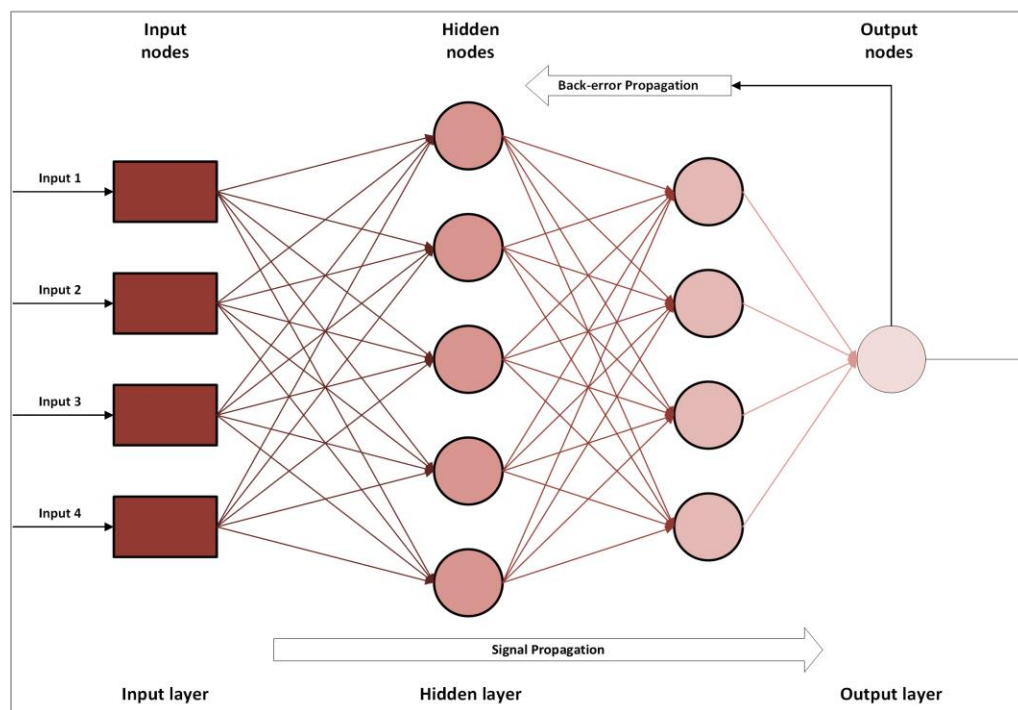 Input
nodes
Hidden
nodes
Output
nodes
Back-error Propagation
Input 1
Input 2
Input 3
Input 4
Signal Propagation
Input layer
Hidden layer
Output layer